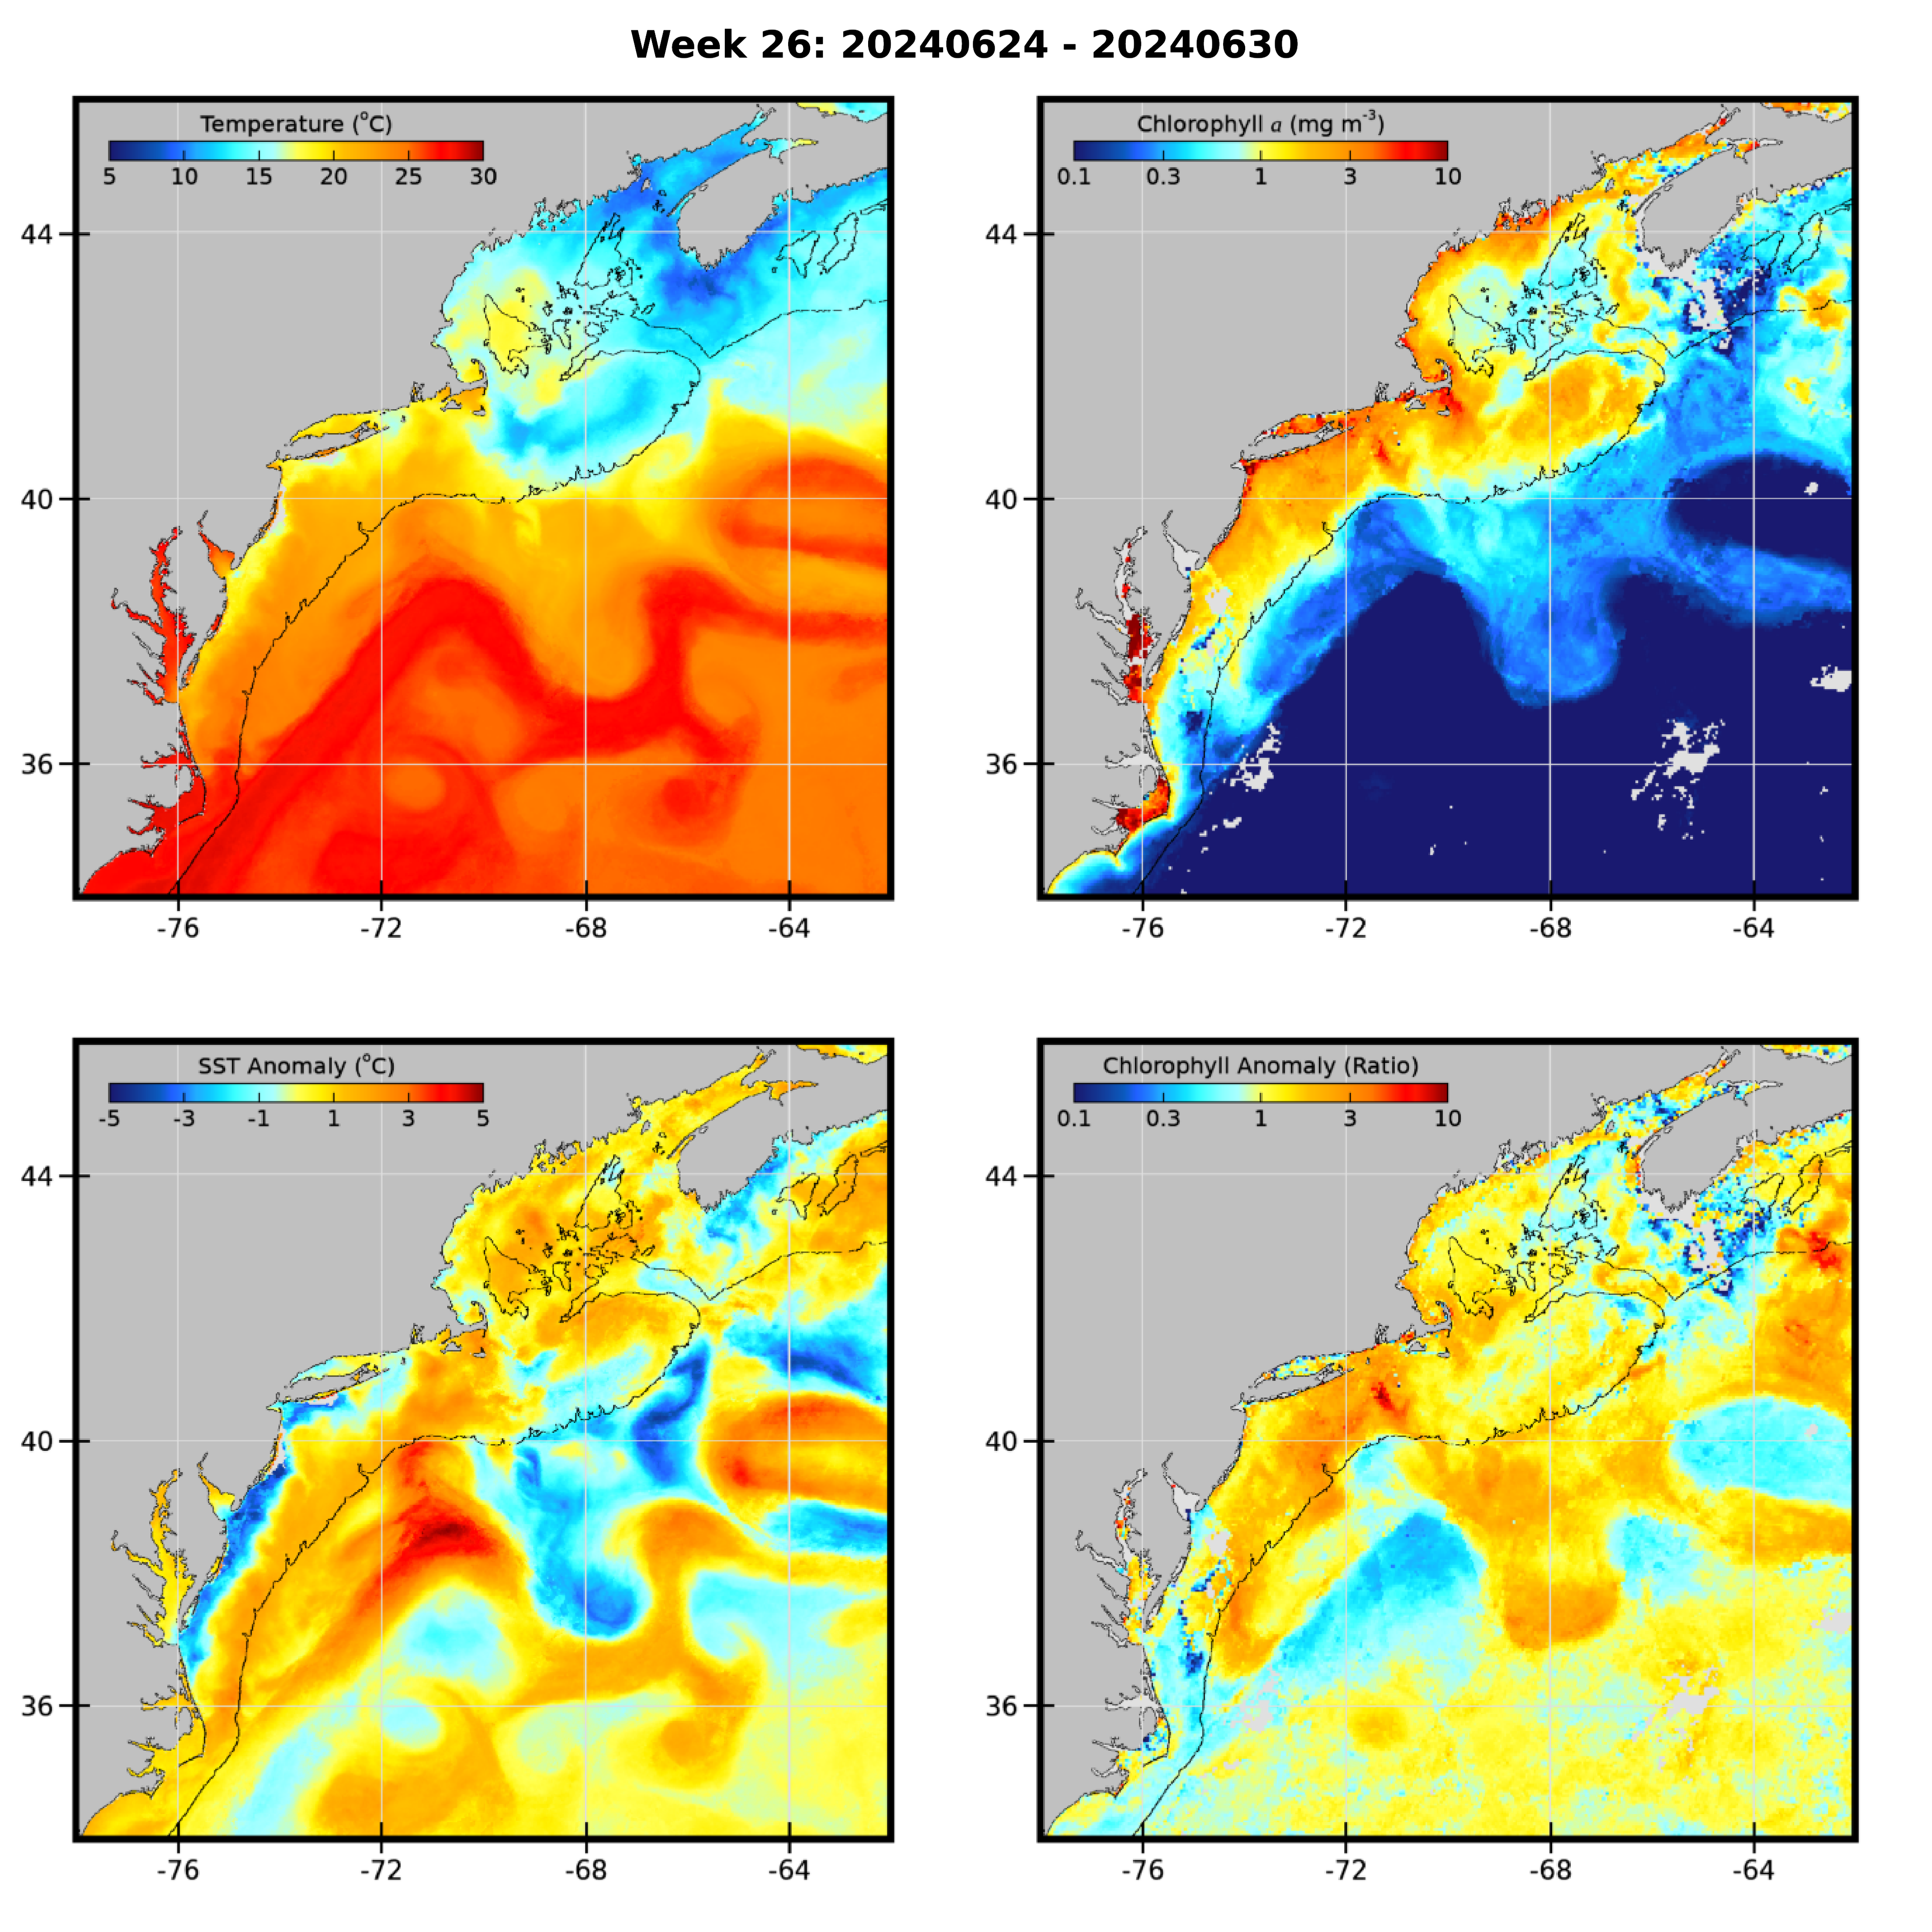 Week 26: 20240624 - 20240630
Temperature (°C)
5 10 15 20 25 30
44
40
36
-76 -72 -68 -64
Chlorophyll a (mg m⁻³)
0.1 0.3 1 3 10
44
40
36
-76 -72 -68 -64
SST Anomaly (°C)
-5 -3 -1 1 3 5
44
40
36
-76 -72 -68 -64
Chlorophyll Anomaly (Ratio)
0.1 0.3 1 3 10
44
40
36
-76 -72 -68 -64